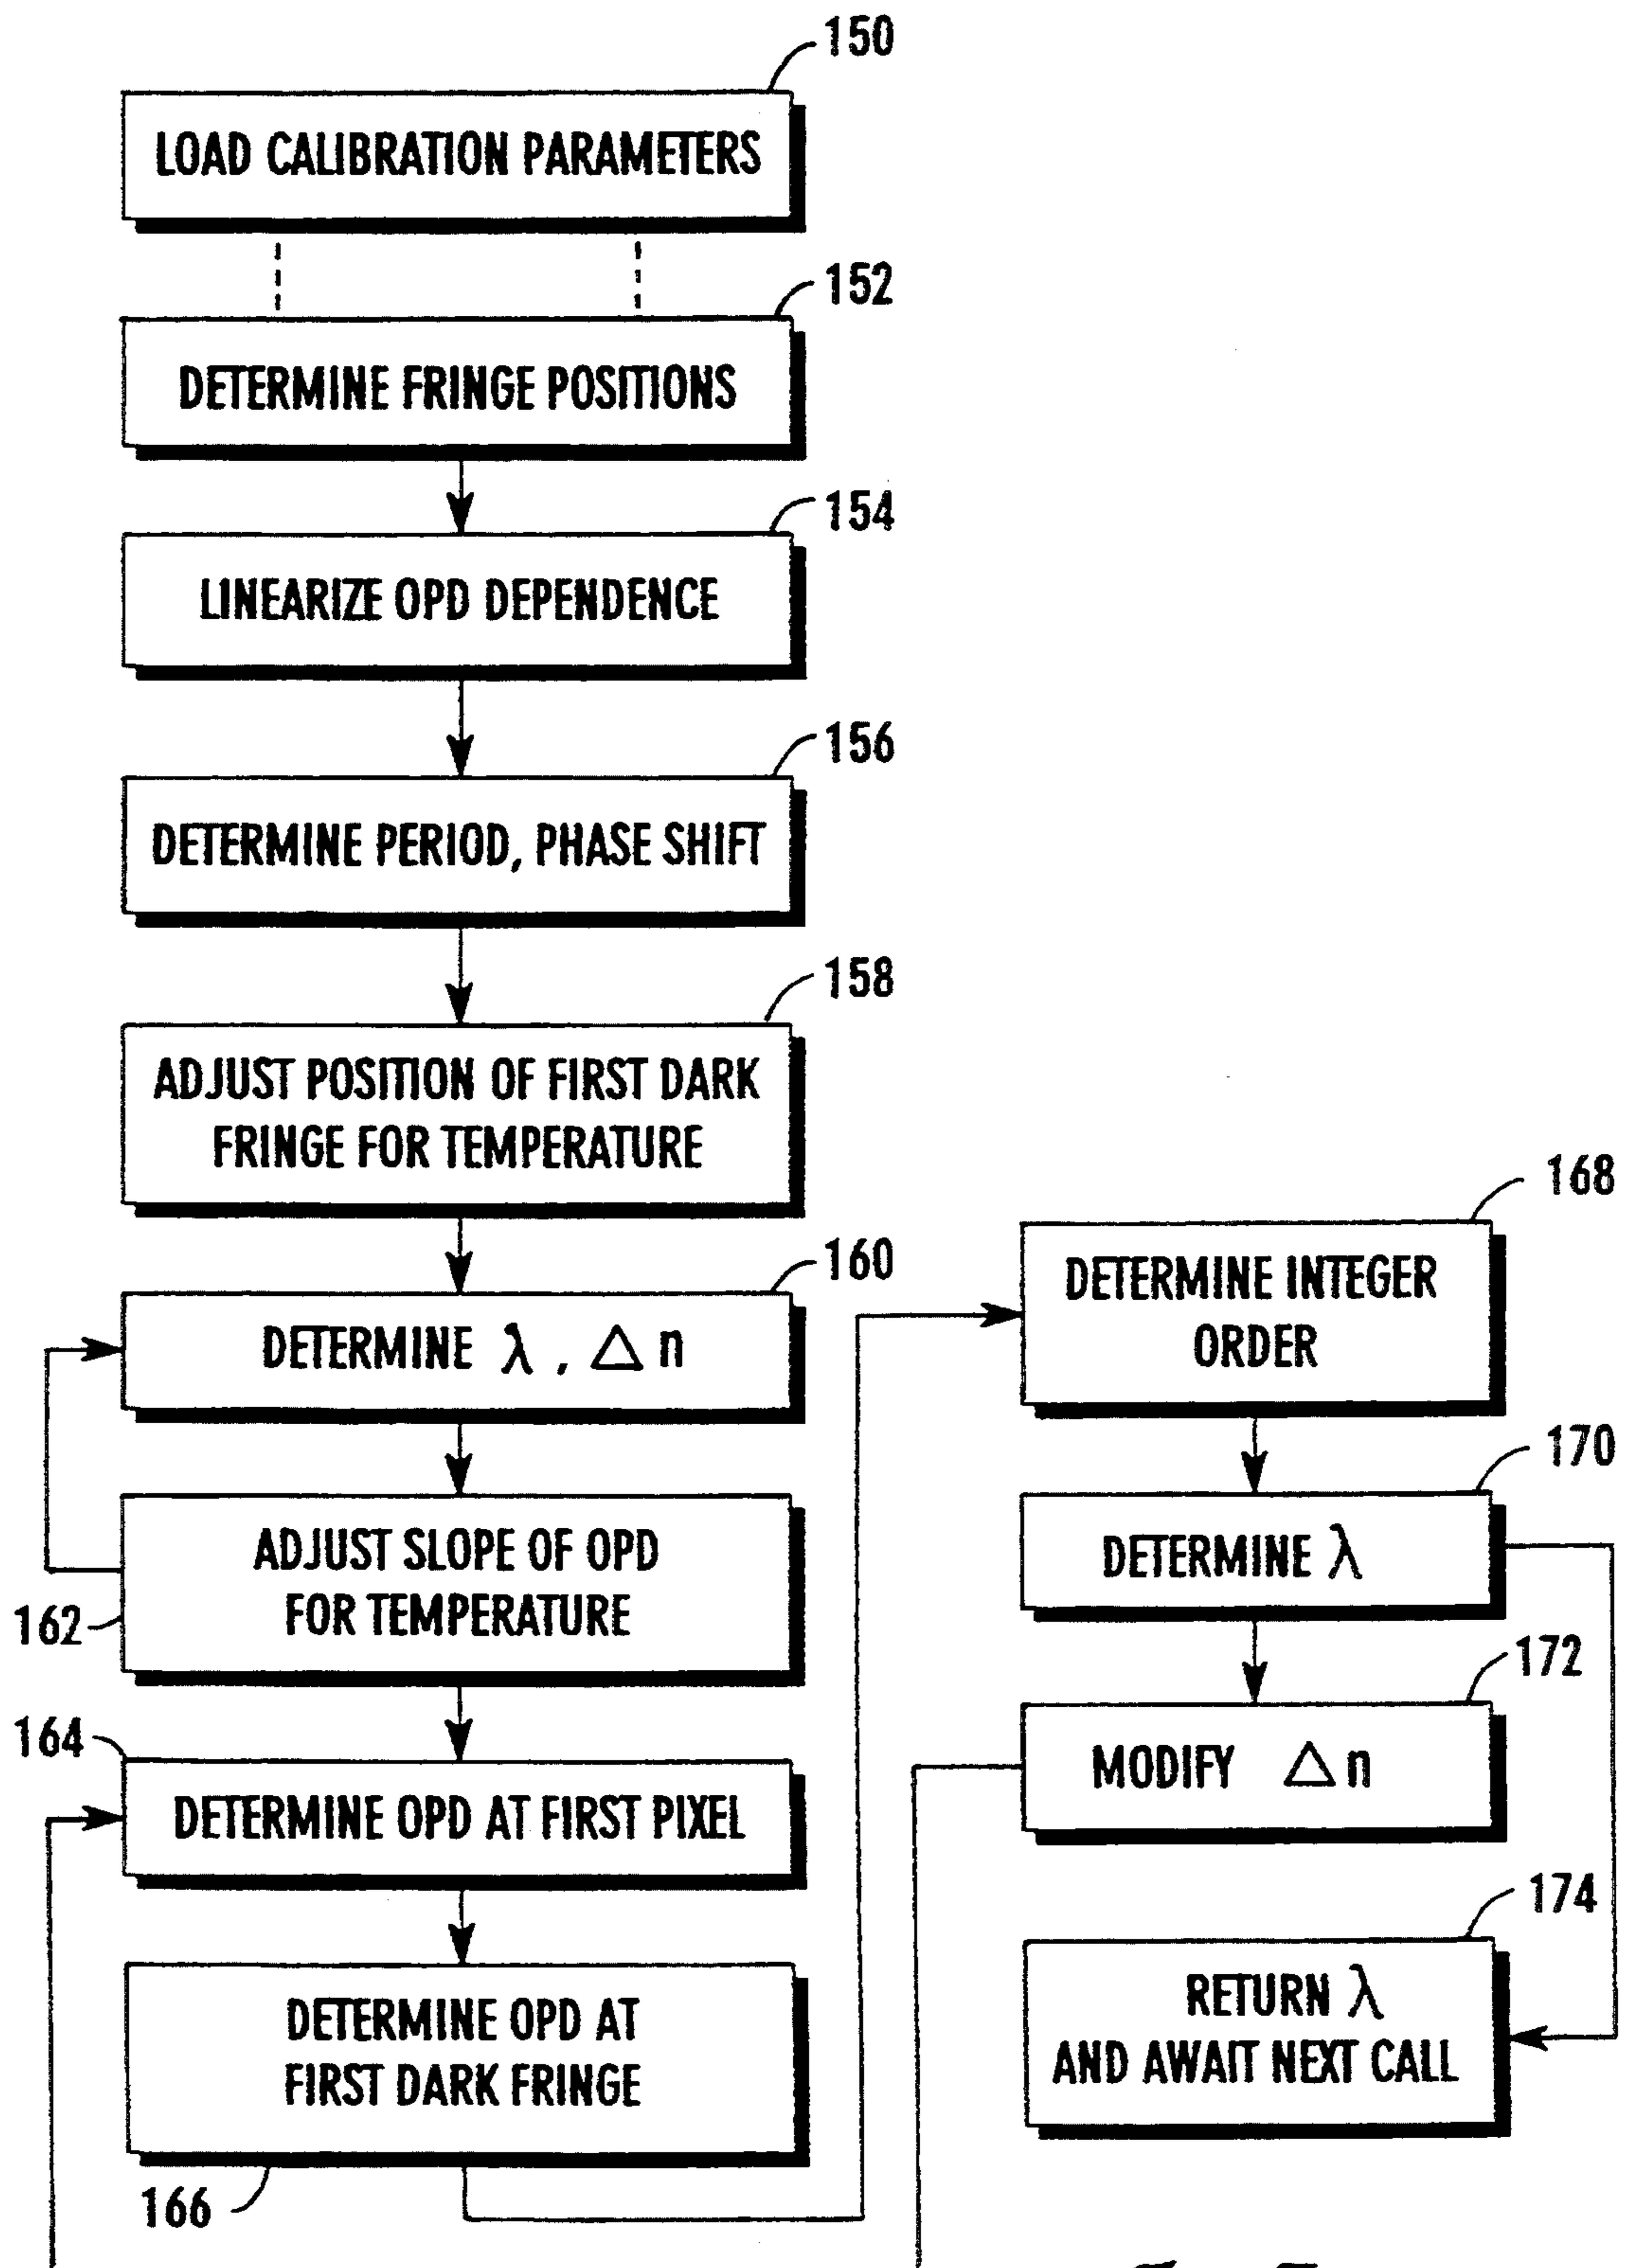 150
LOAD CALIBRATION PARAMETERS
152
DETERMINE FRINGE POSITIONS
154
LINEARIZE OPD DEPENDENCE
156
DETERMINE PERIOD, PHASE SHIFT
158
ADJUST POSITION OF FIRST DARK
FRINGE FOR TEMPERATURE
160
DETERMINE λ, △ n
162
ADJUST SLOPE OF OPD
FOR TEMPERATURE
164
DETERMINE OPD AT FIRST PIXEL
166
DETERMINE OPD AT
FIRST DARK FRINGE
168
DETERMINE INTEGER
ORDER
170
DETERMINE λ
172
MODIFY △ n
174
RETURN λ
AND AWAIT NEXT CALL